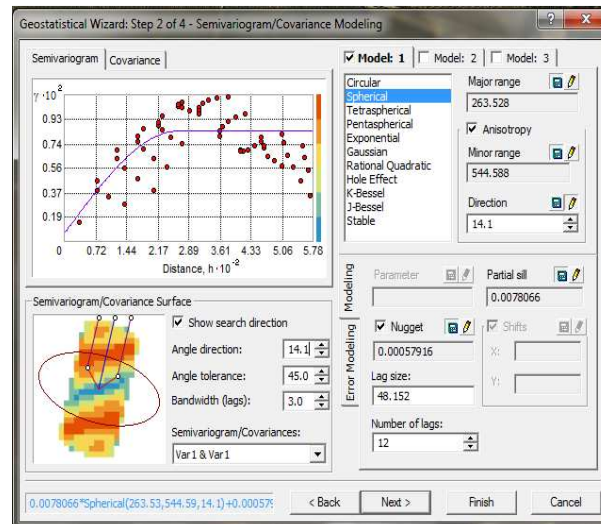 Geostatistical Wizard: Step 2 of 4 - Semivariogram/Covariance Modeling
Semivariogram
Covariance
γ·10²
0.93
0.74
0.56
0.37
0.19
0 0.72 1.44 2.17 2.89 3.61 4.33 5.05 5.78
Distance, h·10⁻²
Model: 1
Model: 2
Model: 3
Circular
Spherical
Tetraspherical
Pentaspherical
Exponential
Gaussian
Rational Quadratic
Hole Effect
K-Bessel
J-Bessel
Stable
Major range
263.528
Anisotropy
Minor range
544.588
Direction
14.1
Semivariogram/Covariance Surface
Show search direction
Angle direction: 14.1
Angle tolerance: 45.0
Bandwidth (lags): 3.0
Semivariogram/Covariances:
Var1 & Var1
Modeling
Error Modeling
Parameter
Partial sill
0.0078066
Nugget
0.00057916
Shifts
X:
Y:
Lag size:
48.152
Number of lags:
12
0.0078066*Spherical(263.53,544.59,14.1)+0.00057
< Back
Next >
Finish
Cancel